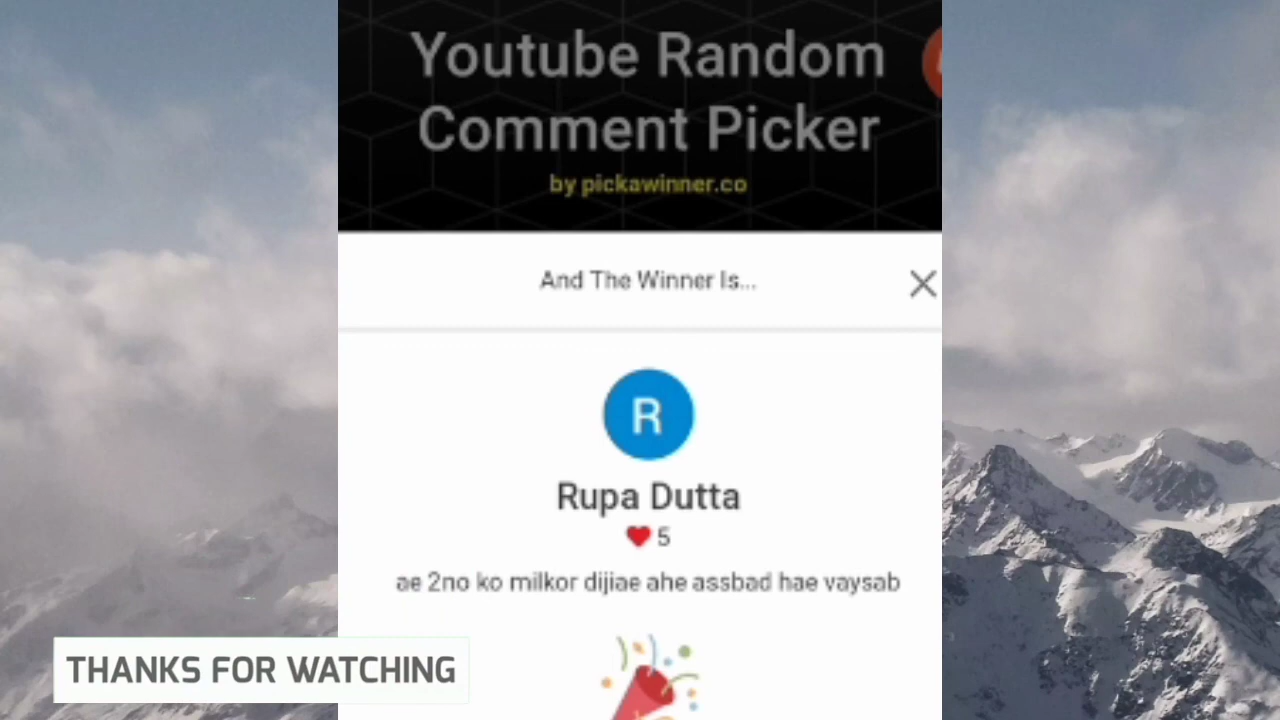 Youtube Random
Comment Picker
by pickawinner.co
And The Winner Is...
R
Rupa Dutta
5
ae 2no ko milkor dijiae ahe assbad hae vaysab
THANKS FOR WATCHING